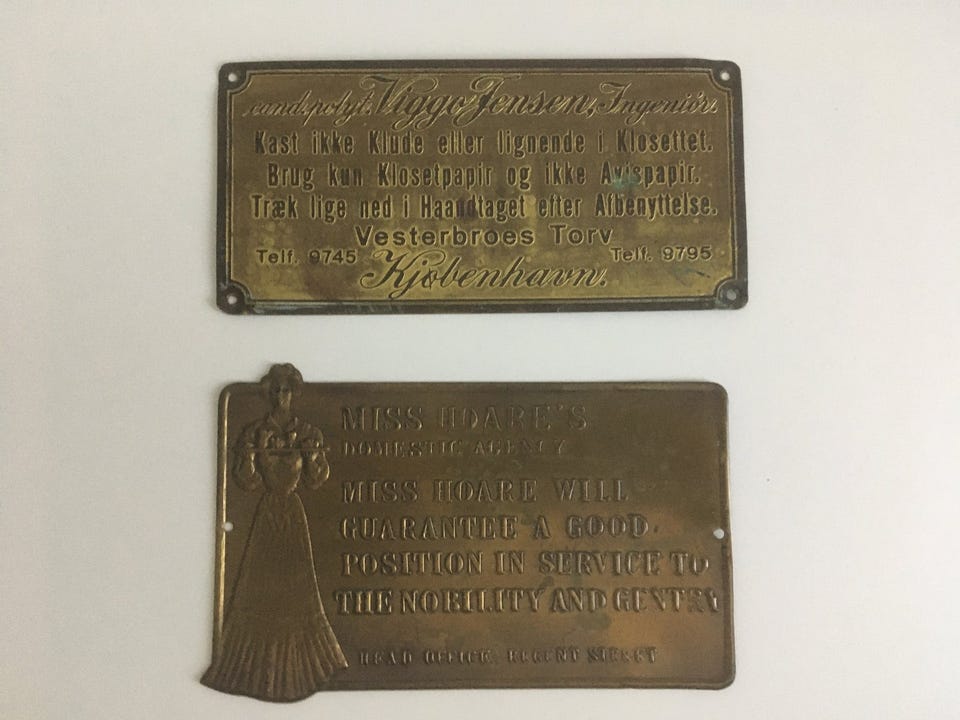 cand. polyt. Viggo Jensen, Ingeniör.
Kast ikke Klude eller lignende i Klosettet.
Brug kun Klosetpapir og ikke Avispapir.
Træk lige ned i Haandtaget efter Afbenyttelse.
Vesterbroes Torv
Telf. 9745 Telf. 9795
Kjøbenhavn.
MISS HOARE'S
DOMESTIC AGENCY
MISS HOARE WILL
GUARANTEE A GOOD
POSITION IN SERVICE TO
THE NOBILITY AND GENTRY
HEAD OFFICE. REGENT STREET